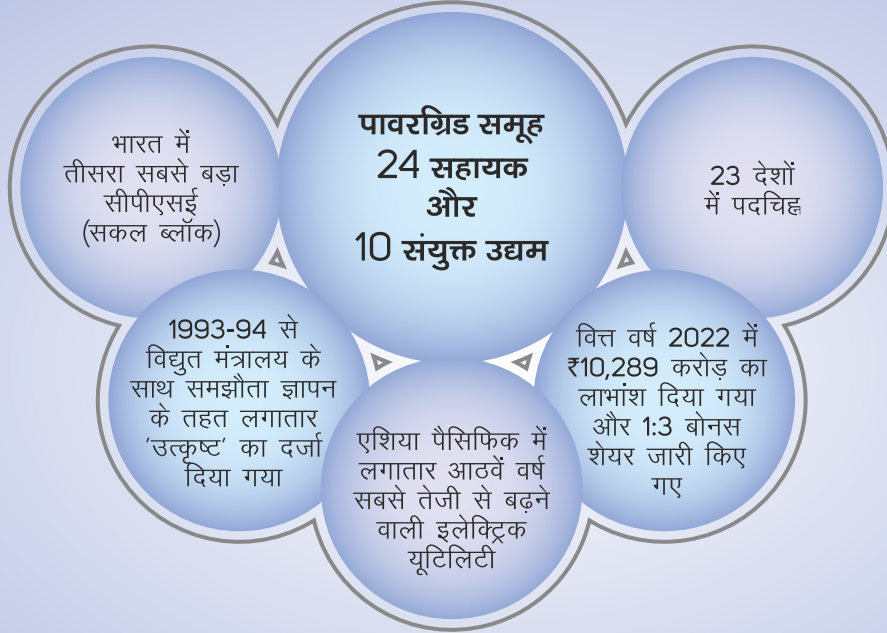 पावरग्रिड समूह
24 सहायक
और
10 संयुक्त उद्यम
भारत में
तीसरा सबसे बड़ा
सीपीएसई
(सकल ब्लॉक)
23 देशों
में पदचिह्न
1993-94 से
विद्युत मंत्रालय के
साथ समझौता ज्ञापन
के तहत लगातार
'उत्कृष्ट' का दर्जा
दिया गया
एशिया पैसिफिक में
लगातार आठवें वर्ष
सबसे तेजी से बढ़ने
वाली इलेक्ट्रिक
यूटिलिटी
वित्त वर्ष 2022 में
₹10,289 करोड़ का
लाभांश दिया गया
और 1:3 बोनस
शेयर जारी किए
गए